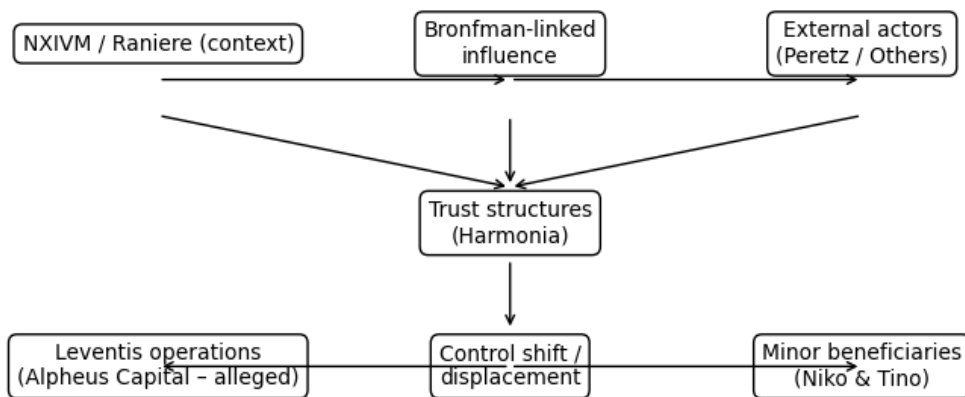 NXIVM / Raniere (context)
Bronfman-linked
influence
External actors
(Peretz / Others)
Trust structures
(Harmonia)
Leventis operations
(Alpheus Capital – alleged)
Control shift /
displacement
Minor beneficiaries
(Niko & Tino)